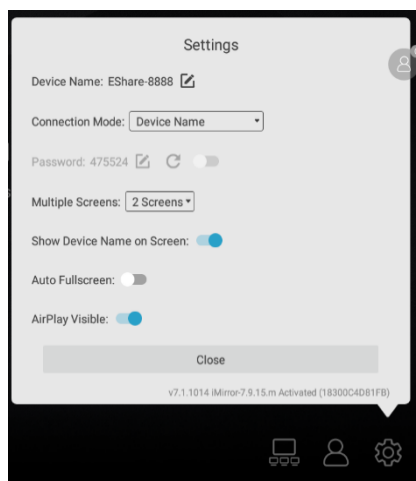 Settings
Device Name: EShare-8888
Connection Mode: Device Name
Password: 475524
Multiple Screens: 2 Screens
Show Device Name on Screen:
Auto Fullscreen:
AirPlay Visible:
Close
v7.1.1014 iMirror-7.9.15.m Activated (18300C4D81FB)